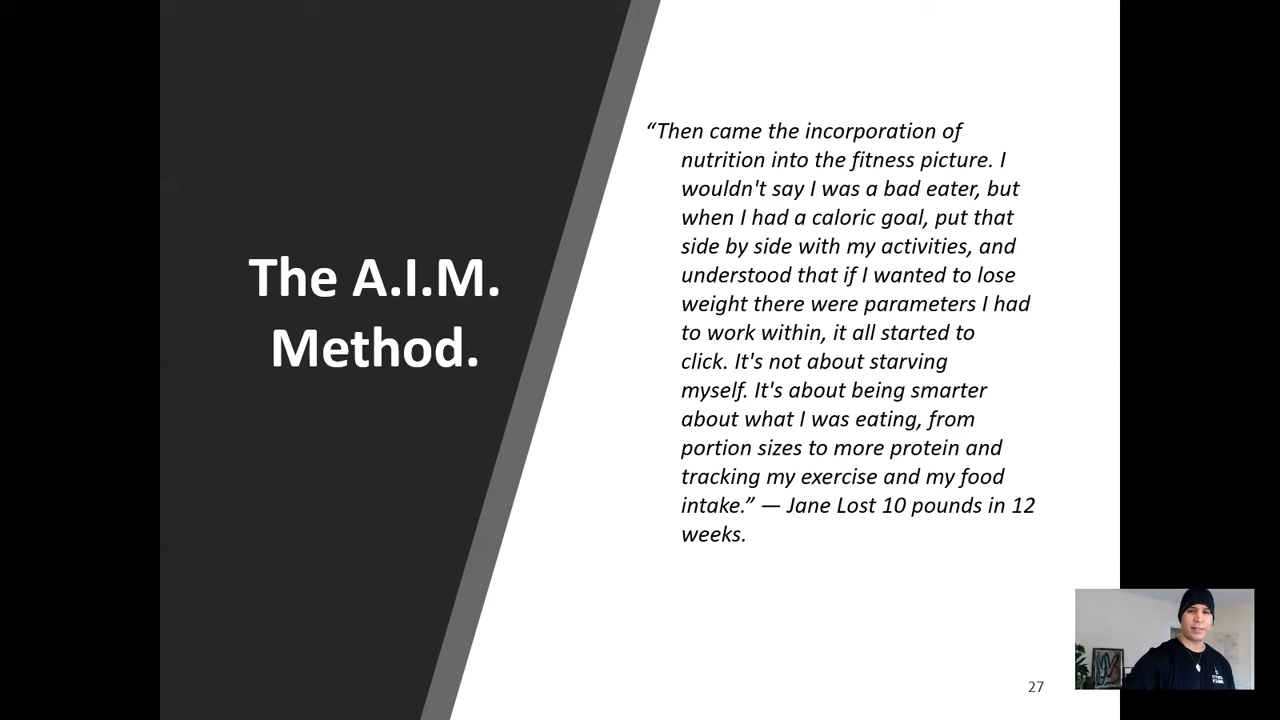 The A.I.M.
Method.
“Then came the incorporation of
nutrition into the fitness picture. I
wouldn't say I was a bad eater, but
when I had a caloric goal, put that
side by side with my activities, and
understood that if I wanted to lose
weight there were parameters I had
to work within, it all started to
click. It's not about starving
myself. It's about being smarter
about what I was eating, from
portion sizes to more protein and
tracking my exercise and my food
intake.” — Jane Lost 10 pounds in 12
weeks.
27